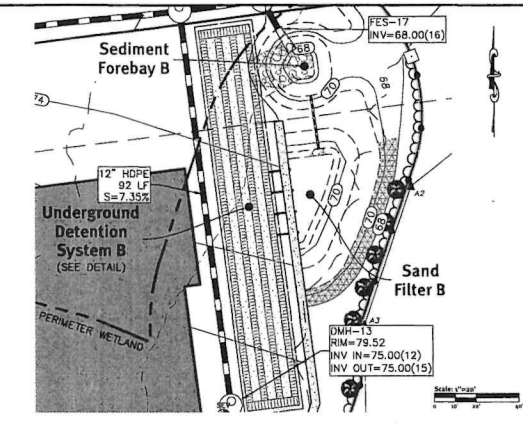 FES-17
INV=68.00(16)
Sediment
Forebay B
68
70
68
70
12" HDPE
92 LF
S=7.35%
Underground
Detention
System B
(SEE DETAIL)
70
A2
70
68
Sand
Filter B
PERIMETER WETLAND
A3
DMH-13
RIM=79.52
INV IN=75.00(12)
INV OUT=75.00(15)
Scale: 1"=20'